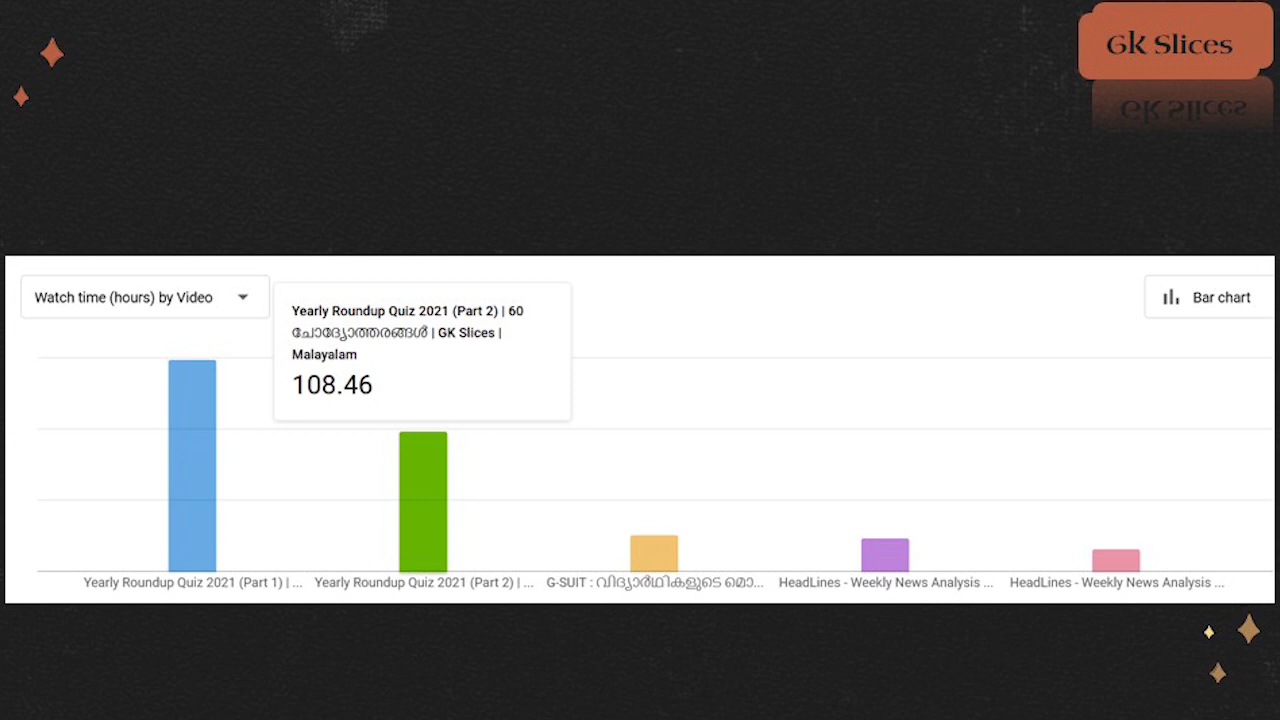 Gk Slices
Watch time (hours) by Video
Bar chart
Yearly Roundup Quiz 2021 (Part 2) | 60
ചോദ്യോത്തരങ്ങൾ | GK Slices |
Malayalam
108.46
Yearly Roundup Quiz 2021 (Part 1) | ...
Yearly Roundup Quiz 2021 (Part 2) | ...
G-SUIT : വിദ്യാർഥികളുടെ മൊ...
HeadLines - Weekly News Analysis ...
HeadLines - Weekly News Analysis ...